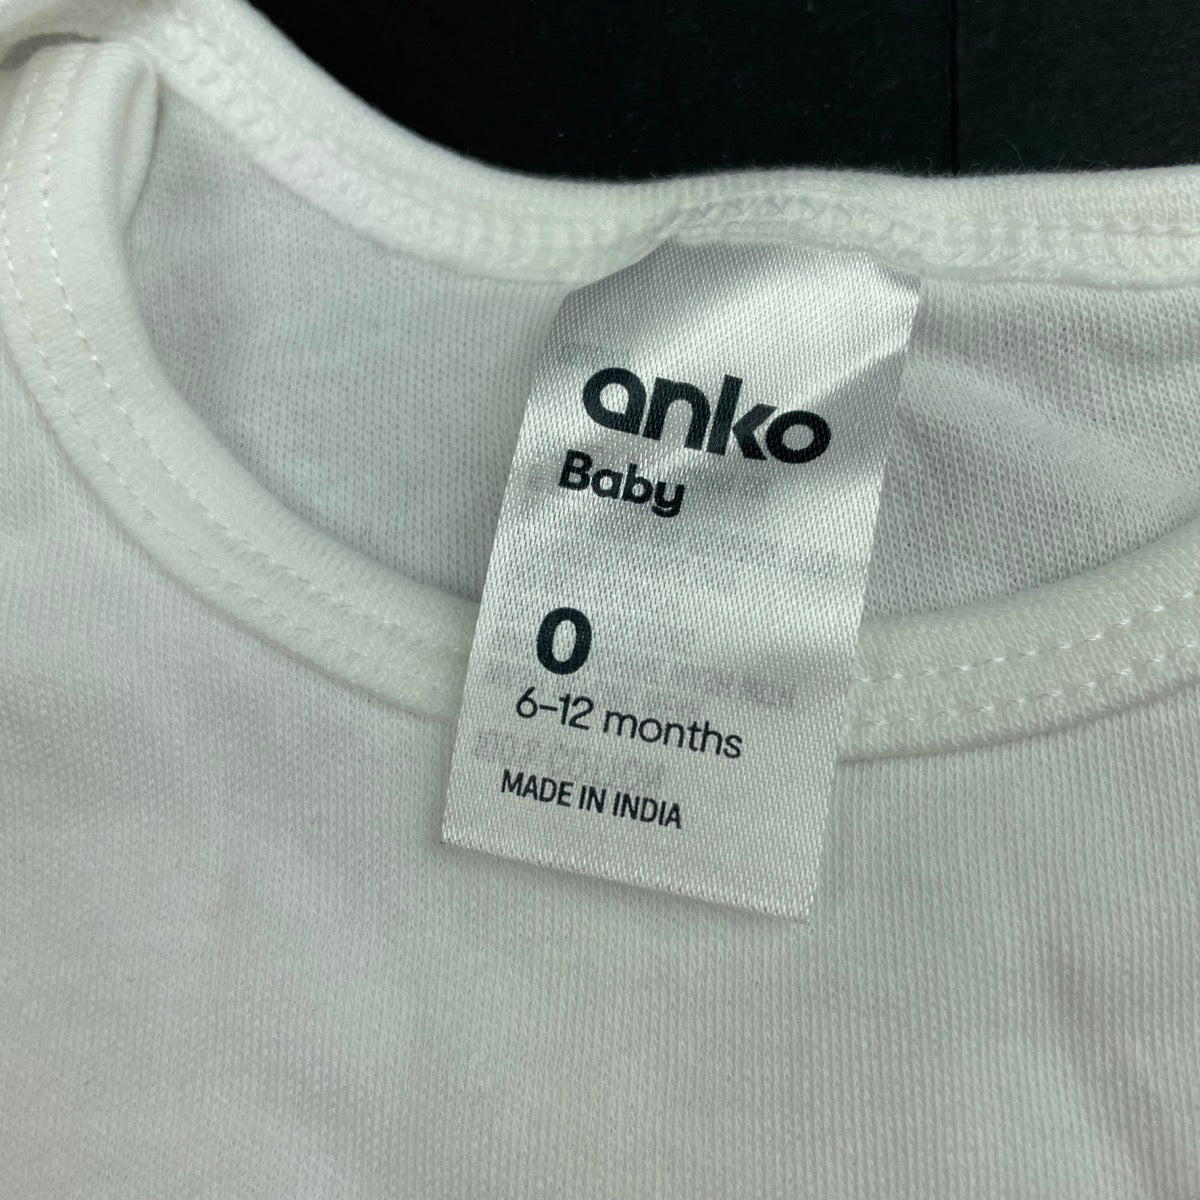 anko
Baby
0
6–12 months
MADE IN INDIA